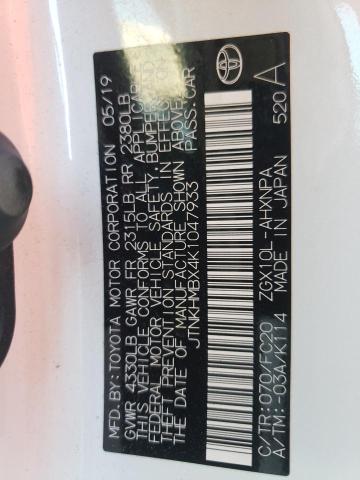 MFD. BY: TOYOTA MOTOR CORPORATION 05/19
GVWR 4330LB GAWR FR 2315LB RR 2380LB
THIS VEHICLE CONFORMS TO ALL APPLICABLE
FEDERAL MOTOR VEHICLE SAFETY, BUMPER, AND
THEFT PREVENTION STANDARDS IN EFFECT ON
THE DATE OF MANUFACTURE SHOWN ABOVE.
JTNKHMBX4K1047933 PASS. CAR
C/TR: 070/FC20 ZGX10L-AHXNPA
A/TM: -03A/K114 MADE IN JAPAN 520 A
TOYOTA